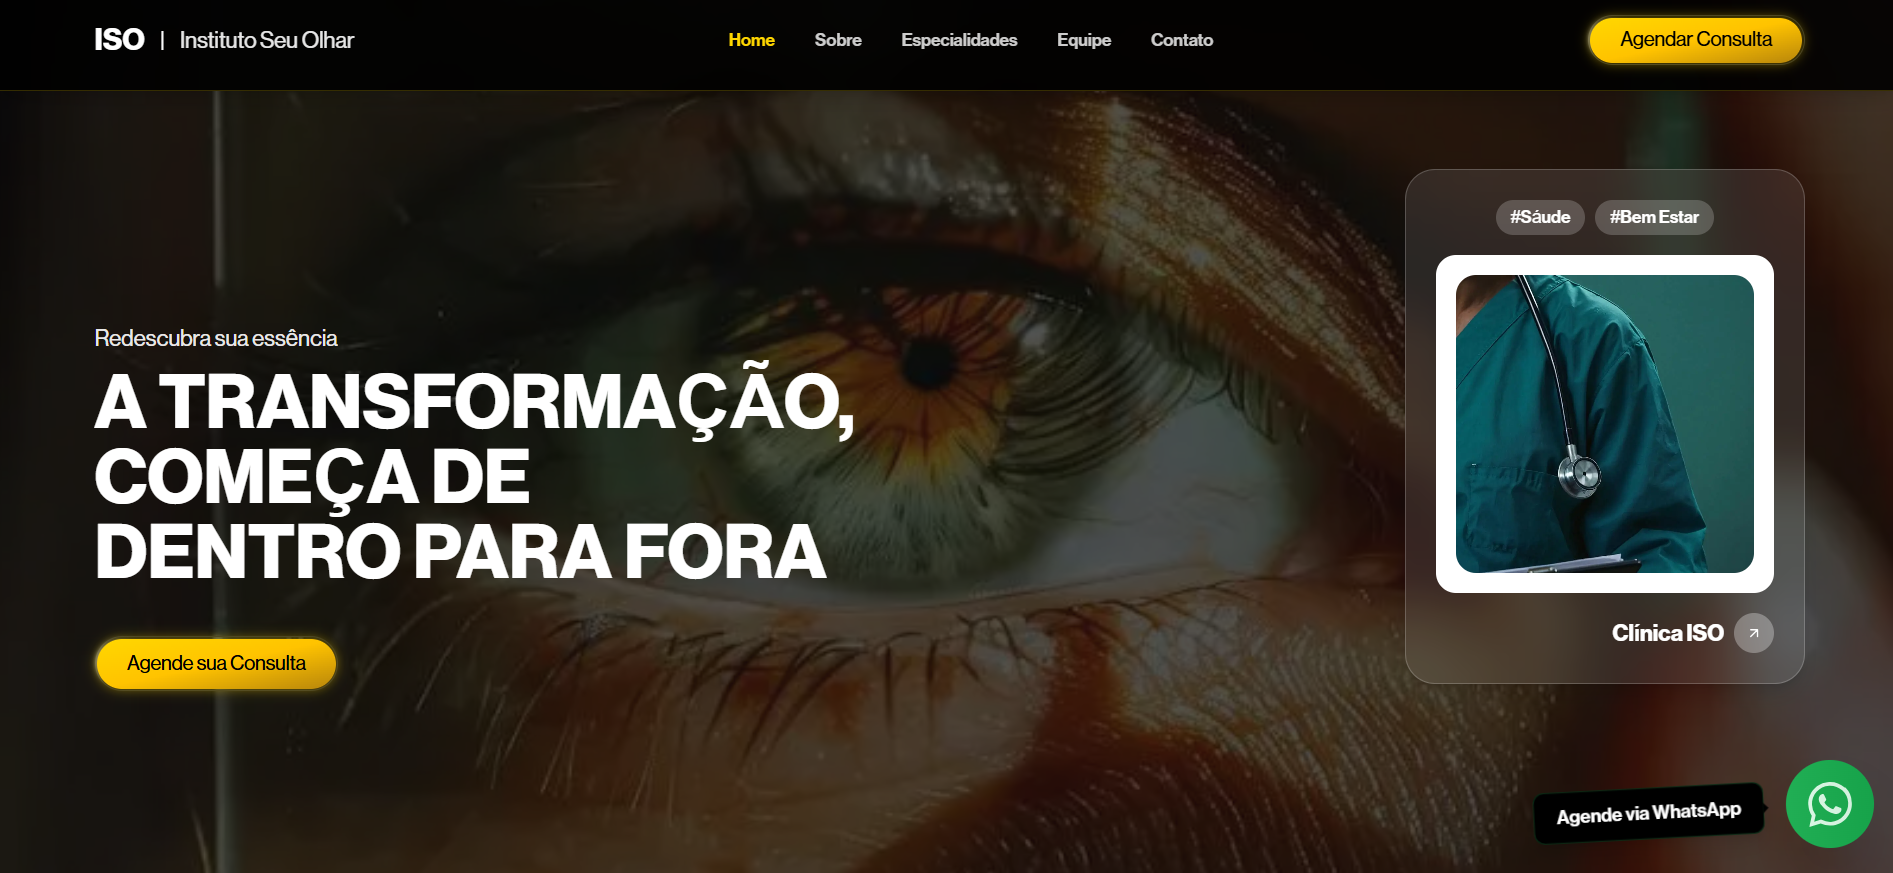 ISO | Instituto Seu Olhar
Home Sobre Especialidades Equipe Contato
Agendar Consulta
#Sáude #Bem Estar
Redescubra sua essência
A TRANSFORMAÇÃO,
COMEÇA DE
DENTRO PARA FORA
Agende sua Consulta
Clínica ISO
Agende via WhatsApp